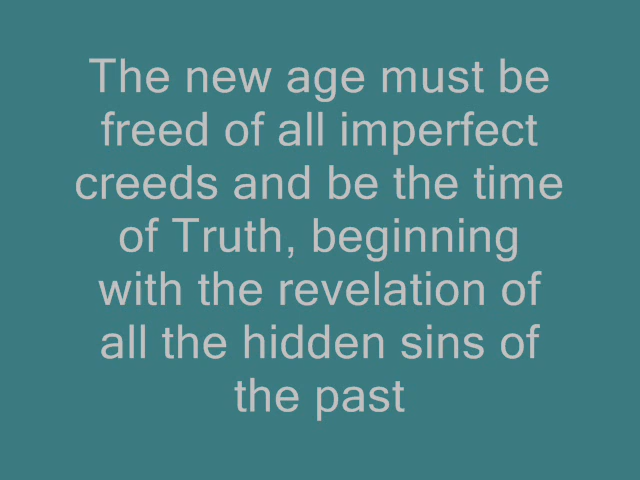 The new age must be
freed of all imperfect
creeds and be the time
of Truth, beginning
with the revelation of
all the hidden sins of
the past